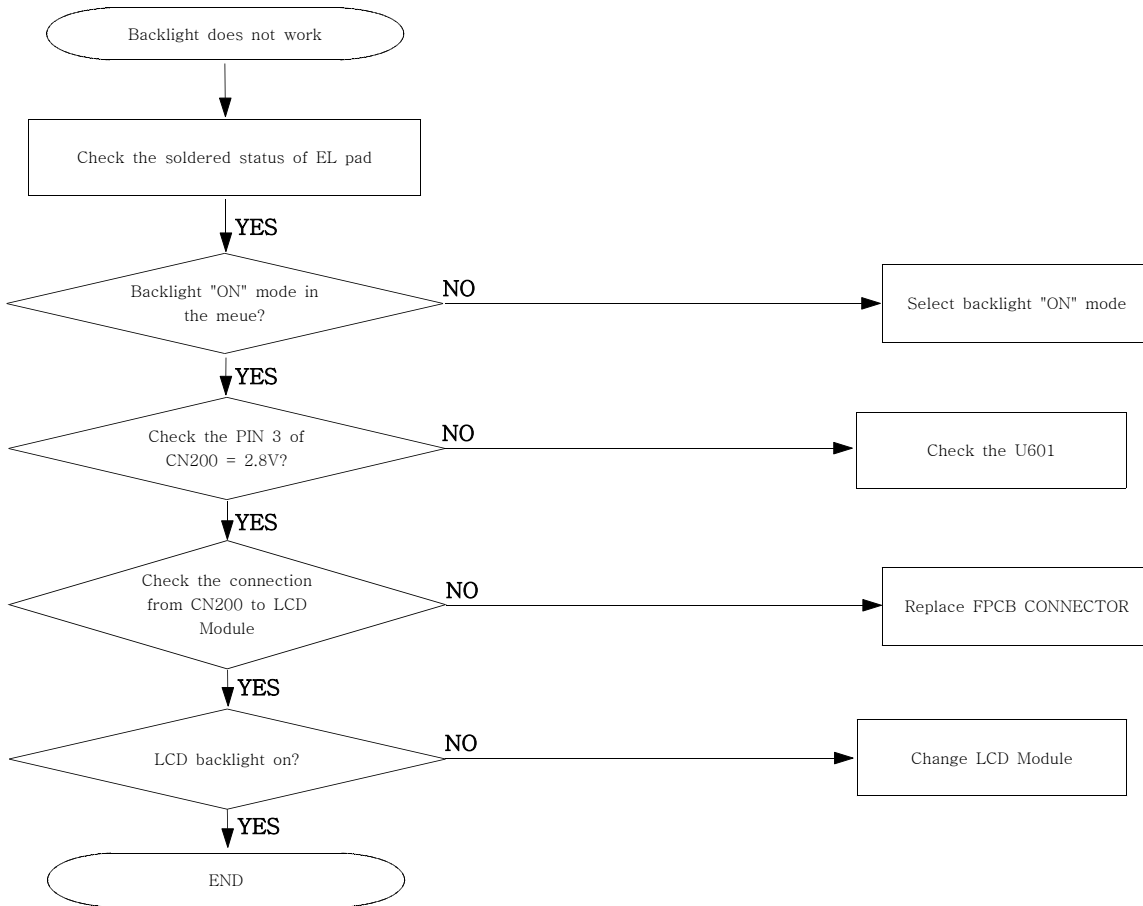 Backlight does not work
Check the soldered status of EL pad
YES
Backlight "ON" mode in
the meue?
NO
Select backlight "ON" mode
YES
Check the PIN 3 of
CN200 = 2.8V?
NO
Check the U601
YES
Check the connection
from CN200 to LCD
Module
NO
Replace FPCB CONNECTOR
YES
LCD backlight on?
NO
Change LCD Module
YES
END